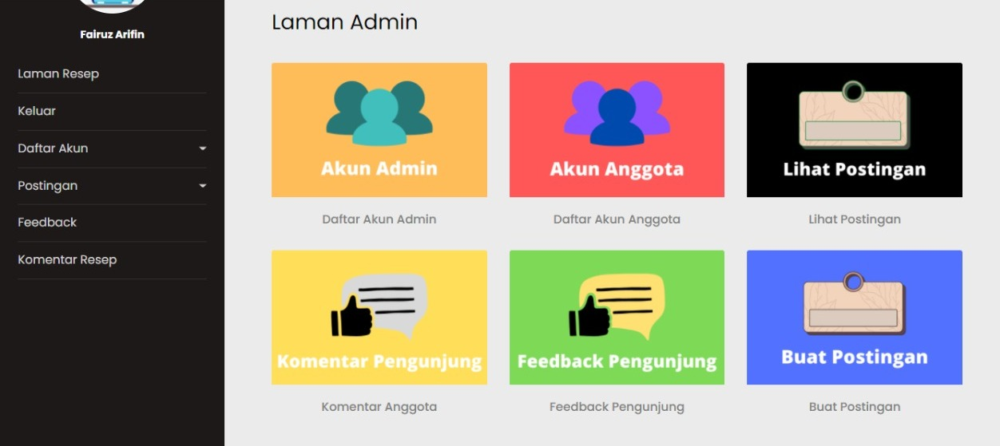 Fairuz Arifin
Laman Resep
Keluar
Daftar Akun
Postingan
Feedback
Komentar Resep
Laman Admin
Akun Admin
Akun Anggota
Lihat Postingan
Daftar Akun Admin
Daftar Akun Anggota
Lihat Postingan
Komentar Pengunjung
Feedback Pengunjung
Buat Postingan
Komentar Anggota
Feedback Pengunjung
Buat Postingan